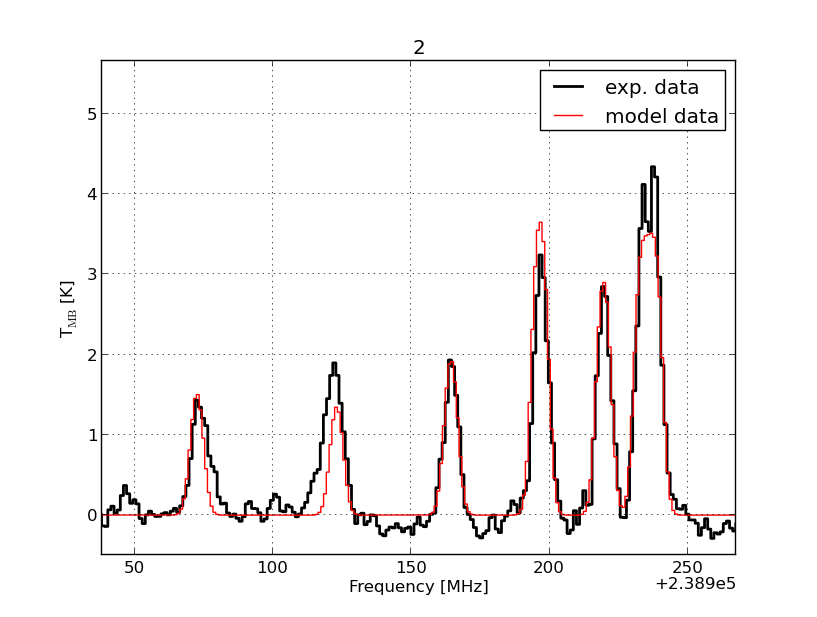 2
exp. data
model data
T_MB [K]
5
4
3
2
1
0
50
100
150
200
250
+2.389e5
Frequency [MHz]